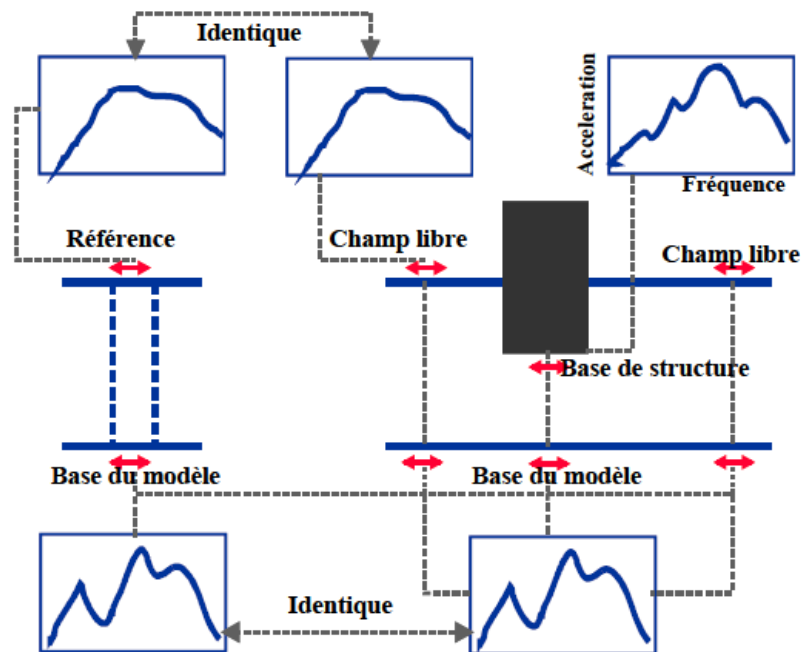 Identique
Acceleration
Fréquence
Référence
Champ libre
Champ libre
Base de structure
Base du modèle
Base du modèle
Identique